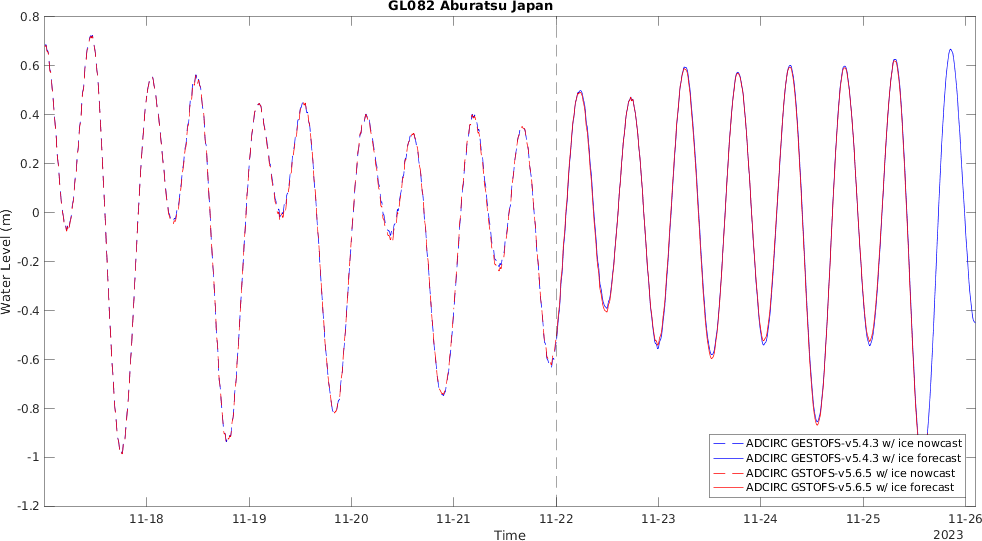 GL082 Aburatsu Japan
0.8
0.6
0.4
0.2
0
-0.2
-0.4
-0.6
-0.8
-1
-1.2
Water Level (m)
ADCIRC GESTOFS-v5.4.3 w/ ice nowcast
ADCIRC GESTOFS-v5.4.3 w/ ice forecast
ADCIRC GSTOFS-v5.6.5 w/ ice nowcast
ADCIRC GSTOFS-v5.6.5 w/ ice forecast
11-18 11-19 11-20 11-21 11-22 11-23 11-24 11-25 11-26
Time
2023